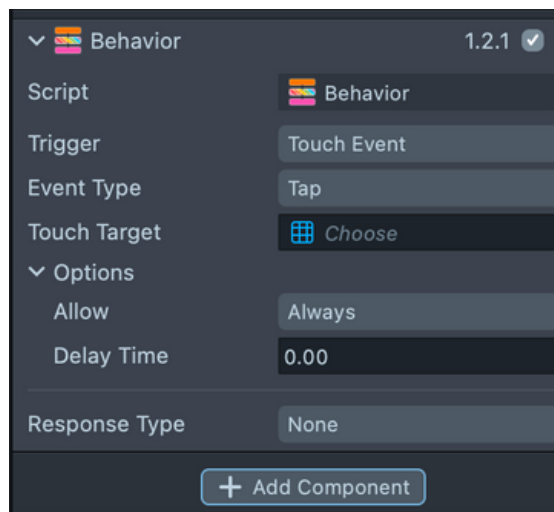 Behavior 1.2.1
Script Behavior
Trigger Touch Event
Event Type Tap
Touch Target Choose
Options
Allow Always
Delay Time 0.00
Response Type None
+ Add Component